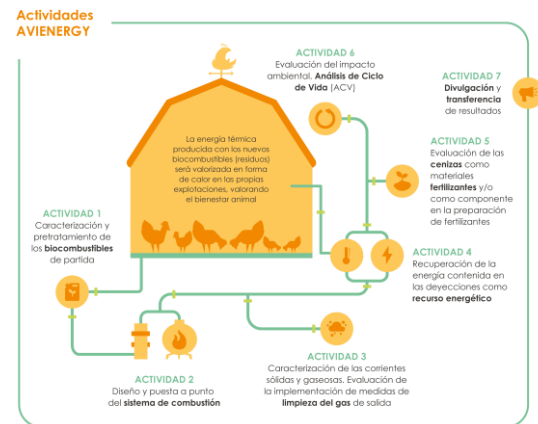 Actividades
AVIENERGY
ACTIVIDAD 6
Evaluación del impacto
ambiental. Análisis de Ciclo
de Vida (ACV)
ACTIVIDAD 7
Divulgación y
transferencia
de resultados
La energía térmica
producida con los nuevos
biocombustibles (residuos)
será valorizada en forma
de calor en las propias
explotaciones, valorando
el bienestar animal
ACTIVIDAD 5
Evaluación de las
cenizas como
materiales
fertilizantes y/o
como componente
en la preparación
de fertilizantes
ACTIVIDAD 1
Caracterización y
pretratamiento de
los biocombustibles
de partida
ACTIVIDAD 4
Recuperación de la
energía contenida en
las deyecciones como
recurso energético
ACTIVIDAD 2
Diseño y puesta a punto
del sistema de combustión
ACTIVIDAD 3
Caracterización de las corrientes
sólidas y gaseosas. Evaluación de
la implementación de medidas de
limpieza del gas de salida